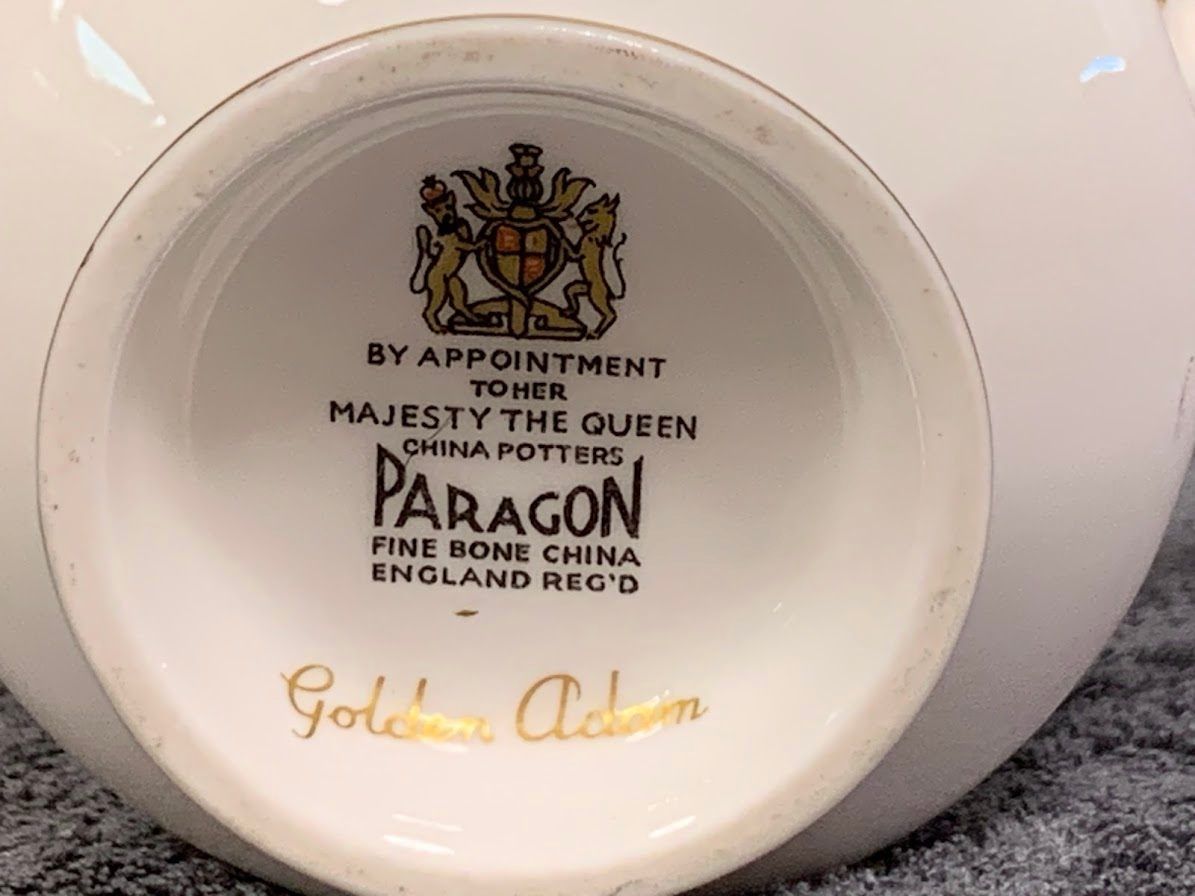 BY APPOINTMENT
TO HER
MAJESTY THE QUEEN
CHINA POTTERS
PARAGON
FINE BONE CHINA
ENGLAND REG'D
Golden Adam